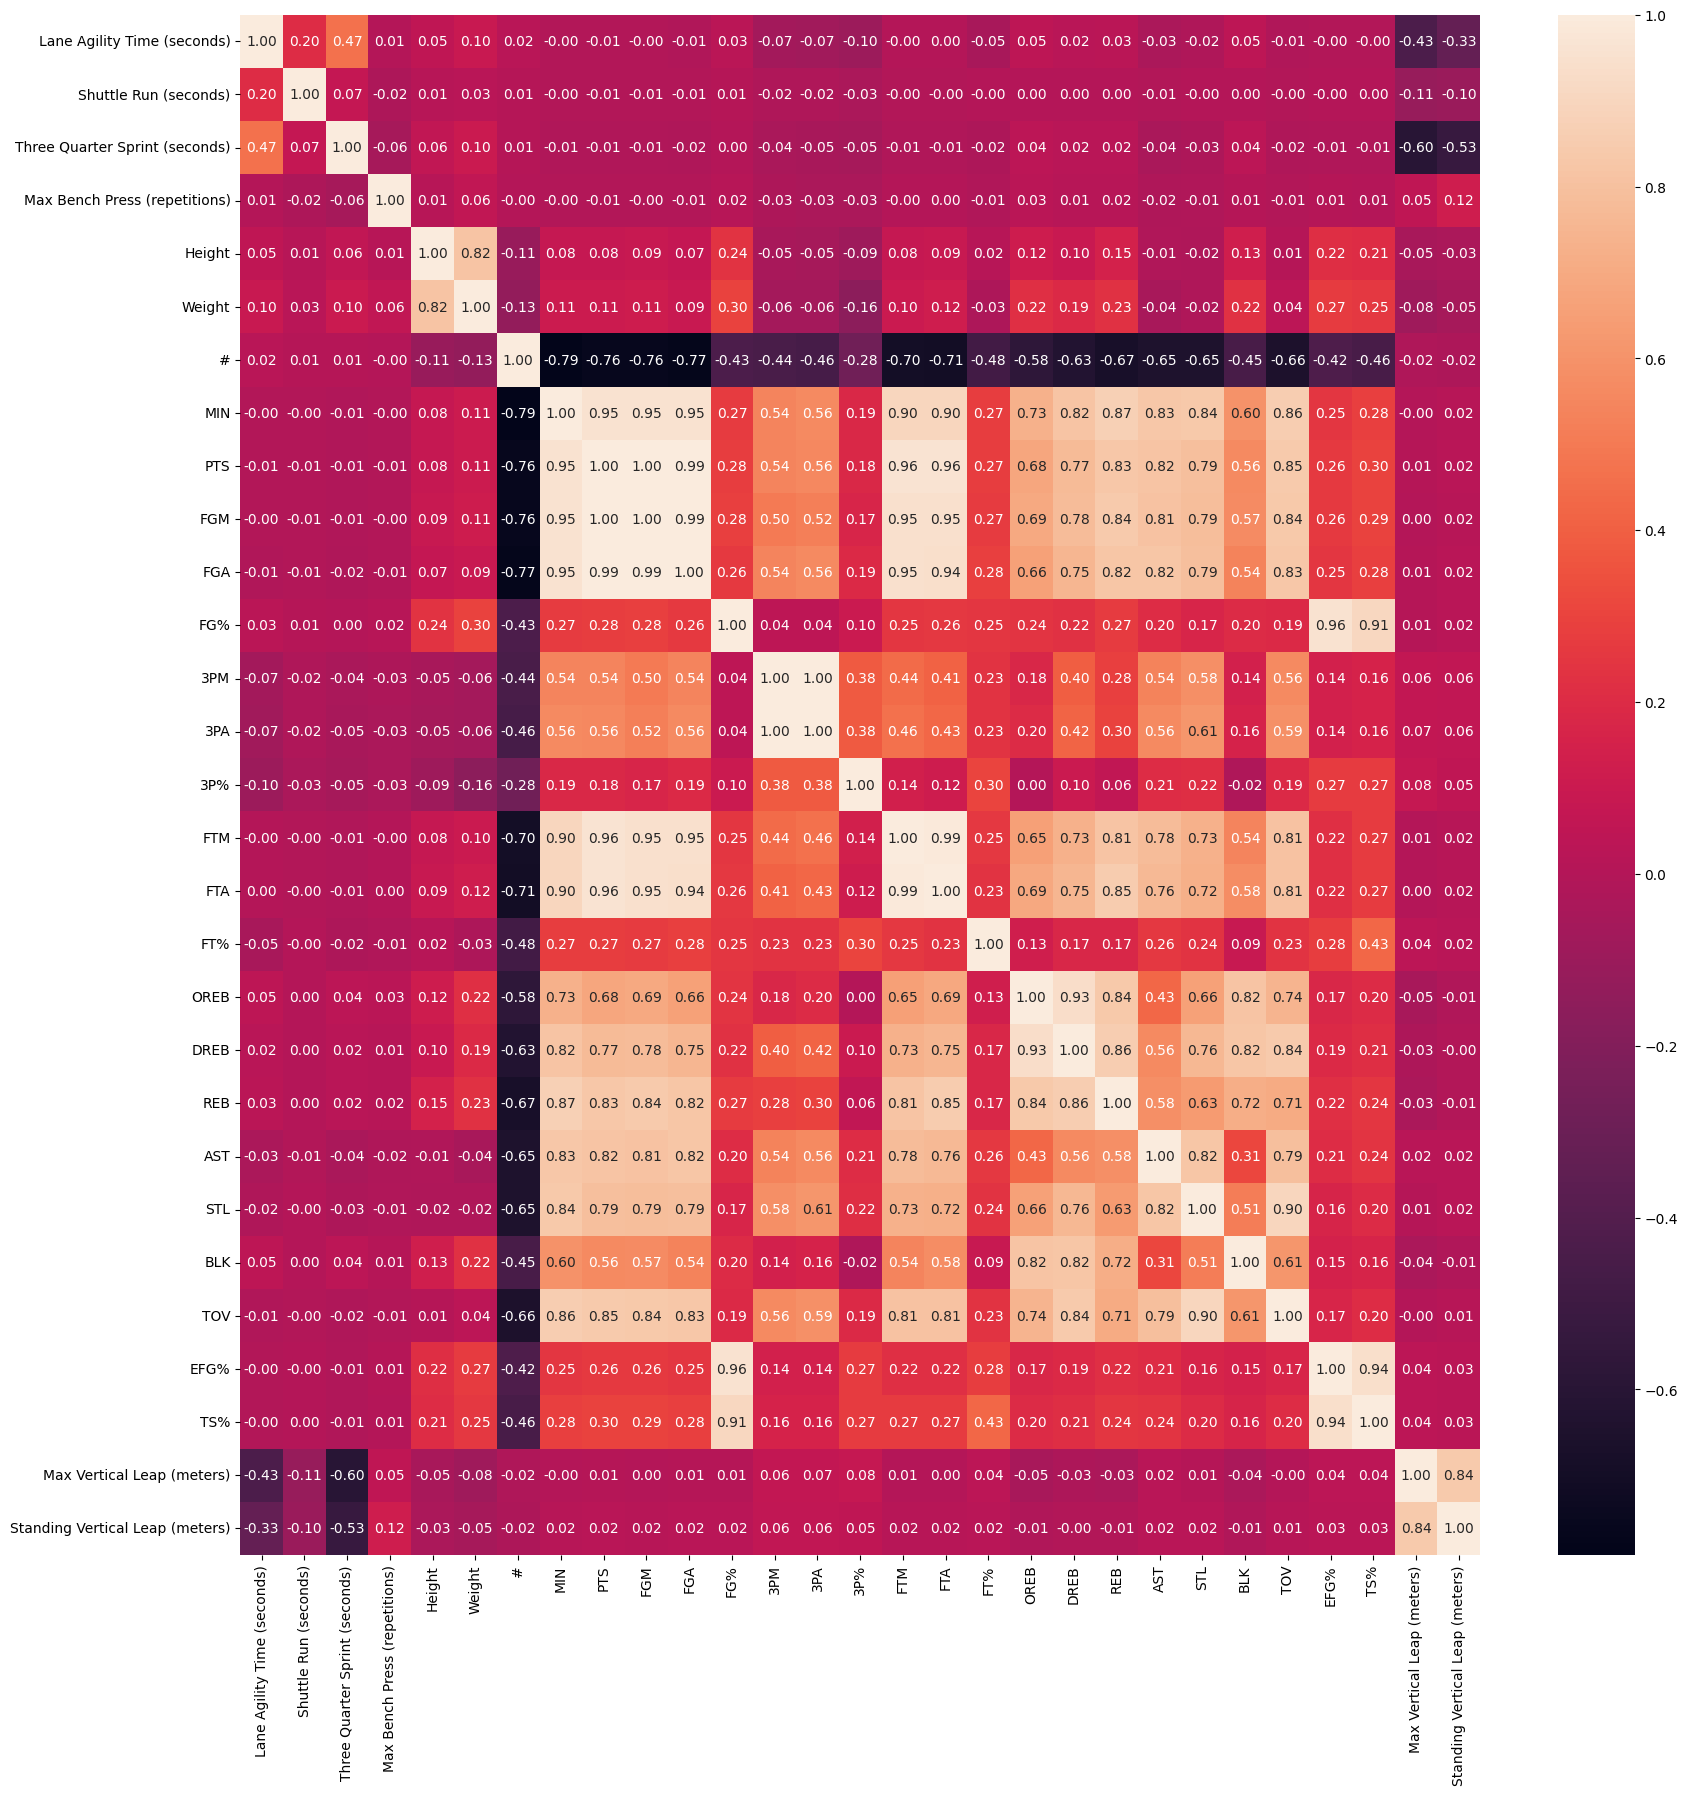 Lane Agility Time (seconds) 1.00 0.20 0.47 0.01 0.05 0.10 0.02 -0.00 -0.01 -0.00 -0.01 0.03 -0.07 -0.07 -0.10 -0.00 0.00 -0.05 0.05 0.02 0.03 -0.03 -0.02 0.05 -0.01 -0.00 -0.00 -0.43 -0.33
Shuttle Run (seconds) 0.20 1.00 0.07 -0.02 0.01 0.03 0.01 -0.00 -0.01 -0.01 -0.01 0.01 -0.02 -0.02 -0.03 -0.00 -0.00 -0.00 0.00 0.00 0.00 -0.01 -0.00 0.00 -0.00 -0.00 0.00 -0.11 -0.10
Three Quarter Sprint (seconds) 0.47 0.07 1.00 -0.06 0.06 0.10 0.01 -0.01 -0.01 -0.01 -0.02 0.00 -0.04 -0.05 -0.05 -0.01 -0.01 -0.02 0.04 0.02 0.02 -0.04 -0.03 0.04 -0.02 -0.01 -0.01 -0.60 -0.53
Max Bench Press (repetitions) 0.01 -0.02 -0.06 1.00 0.01 0.06 -0.00 -0.00 -0.01 -0.00 -0.01 0.02 -0.03 -0.03 -0.03 -0.00 0.00 -0.01 0.03 0.01 0.02 -0.02 -0.01 0.01 -0.01 0.01 0.01 0.05 0.12
Height 0.05 0.01 0.06 0.01 1.00 0.82 -0.11 0.08 0.08 0.09 0.07 0.24 -0.05 -0.05 -0.09 0.08 0.09 0.02 0.12 0.10 0.15 -0.01 -0.02 0.13 0.01 0.22 0.21 -0.05 -0.03
Weight 0.10 0.03 0.10 0.06 0.82 1.00 -0.13 0.11 0.11 0.11 0.09 0.30 -0.06 -0.06 -0.16 0.10 0.12 -0.03 0.22 0.19 0.23 -0.04 -0.02 0.22 0.04 0.27 0.25 -0.08 -0.05
# 0.02 0.01 0.01 -0.00 -0.11 -0.13 1.00 -0.79 -0.76 -0.76 -0.77 -0.43 -0.44 -0.46 -0.28 -0.70 -0.71 -0.48 -0.58 -0.63 -0.67 -0.65 -0.65 -0.45 -0.66 -0.42 -0.46 -0.02 -0.02
MIN -0.00 -0.00 -0.01 -0.00 0.08 0.11 -0.79 1.00 0.95 0.95 0.95 0.27 0.54 0.56 0.19 0.90 0.90 0.27 0.73 0.82 0.87 0.83 0.84 0.60 0.86 0.25 0.28 -0.00 0.02
PTS -0.01 -0.01 -0.01 -0.01 0.08 0.11 -0.76 0.95 1.00 1.00 0.99 0.28 0.54 0.56 0.18 0.96 0.96 0.27 0.68 0.77 0.83 0.82 0.79 0.56 0.85 0.26 0.30 0.01 0.02
FGM -0.00 -0.01 -0.01 -0.00 0.09 0.11 -0.76 0.95 1.00 1.00 0.99 0.28 0.50 0.52 0.17 0.95 0.95 0.27 0.69 0.78 0.84 0.81 0.79 0.57 0.84 0.26 0.29 0.00 0.02
FGA -0.01 -0.01 -0.02 -0.01 0.07 0.09 -0.77 0.95 0.99 0.99 1.00 0.26 0.54 0.56 0.19 0.95 0.94 0.28 0.66 0.75 0.82 0.82 0.79 0.54 0.83 0.25 0.28 0.01 0.02
FG% 0.03 0.01 0.00 0.02 0.24 0.30 -0.43 0.27 0.28 0.28 0.26 1.00 0.04 0.04 0.10 0.25 0.26 0.25 0.24 0.22 0.27 0.20 0.17 0.20 0.19 0.96 0.91 0.01 0.02
3PM -0.07 -0.02 -0.04 -0.03 -0.05 -0.06 -0.44 0.54 0.54 0.50 0.54 0.04 1.00 1.00 0.38 0.44 0.41 0.23 0.18 0.40 0.28 0.54 0.58 0.14 0.56 0.14 0.16 0.06 0.06
3PA -0.07 -0.02 -0.05 -0.03 -0.05 -0.06 -0.46 0.56 0.56 0.52 0.56 0.04 1.00 1.00 0.38 0.46 0.43 0.23 0.20 0.42 0.30 0.56 0.61 0.16 0.59 0.14 0.16 0.07 0.06
3P% -0.10 -0.03 -0.05 -0.03 -0.09 -0.16 -0.28 0.19 0.18 0.17 0.19 0.10 0.38 0.38 1.00 0.14 0.12 0.30 0.00 0.10 0.06 0.21 0.22 -0.02 0.19 0.27 0.27 0.08 0.05
FTM -0.00 -0.00 -0.01 -0.00 0.08 0.10 -0.70 0.90 0.96 0.95 0.95 0.25 0.44 0.46 0.14 1.00 0.99 0.25 0.65 0.73 0.81 0.78 0.73 0.54 0.81 0.22 0.27 0.01 0.02
FTA 0.00 -0.00 -0.01 0.00 0.09 0.12 -0.71 0.90 0.96 0.95 0.94 0.26 0.41 0.43 0.12 0.99 1.00 0.23 0.69 0.75 0.85 0.76 0.72 0.58 0.81 0.22 0.27 0.00 0.02
FT% -0.05 -0.00 -0.02 -0.01 0.02 -0.03 -0.48 0.27 0.27 0.27 0.28 0.25 0.23 0.23 0.30 0.25 0.23 1.00 0.13 0.17 0.17 0.26 0.24 0.09 0.23 0.28 0.43 0.04 0.02
OREB 0.05 0.00 0.04 0.03 0.12 0.22 -0.58 0.73 0.68 0.69 0.66 0.24 0.18 0.20 0.00 0.65 0.69 0.13 1.00 0.93 0.84 0.43 0.66 0.82 0.74 0.17 0.20 -0.05 -0.01
DREB 0.02 0.00 0.02 0.01 0.10 0.19 -0.63 0.82 0.77 0.78 0.75 0.22 0.40 0.42 0.10 0.73 0.75 0.17 0.93 1.00 0.86 0.56 0.76 0.82 0.84 0.19 0.21 -0.03 -0.00
REB 0.03 0.00 0.02 0.02 0.15 0.23 -0.67 0.87 0.83 0.84 0.82 0.27 0.28 0.30 0.06 0.81 0.85 0.17 0.84 0.86 1.00 0.58 0.63 0.72 0.71 0.22 0.24 -0.03 -0.01
AST -0.03 -0.01 -0.04 -0.02 -0.01 -0.04 -0.65 0.83 0.82 0.81 0.82 0.20 0.54 0.56 0.21 0.78 0.76 0.26 0.43 0.56 0.58 1.00 0.82 0.31 0.79 0.21 0.24 0.02 0.02
STL -0.02 -0.00 -0.03 -0.01 -0.02 -0.02 -0.65 0.84 0.79 0.79 0.79 0.17 0.58 0.61 0.22 0.73 0.72 0.24 0.66 0.76 0.63 0.82 1.00 0.51 0.90 0.16 0.20 0.01 0.02
BLK 0.05 0.00 0.04 0.01 0.13 0.22 -0.45 0.60 0.56 0.57 0.54 0.20 0.14 0.16 -0.02 0.54 0.58 0.09 0.82 0.82 0.72 0.31 0.51 1.00 0.61 0.15 0.16 -0.04 -0.01
TOV -0.01 -0.00 -0.02 -0.01 0.01 0.04 -0.66 0.86 0.85 0.84 0.83 0.19 0.56 0.59 0.19 0.81 0.81 0.23 0.74 0.84 0.71 0.79 0.90 0.61 1.00 0.17 0.20 -0.00 0.01
EFG% -0.00 -0.00 -0.01 0.01 0.22 0.27 -0.42 0.25 0.26 0.26 0.25 0.96 0.14 0.14 0.27 0.22 0.22 0.28 0.17 0.19 0.22 0.21 0.16 0.15 0.17 1.00 0.94 0.04 0.03
TS% -0.00 0.00 -0.01 0.01 0.21 0.25 -0.46 0.28 0.30 0.29 0.28 0.91 0.16 0.16 0.27 0.27 0.27 0.43 0.20 0.21 0.24 0.24 0.20 0.16 0.20 0.94 1.00 0.04 0.03
Max Vertical Leap (meters) -0.43 -0.11 -0.60 0.05 -0.05 -0.08 -0.02 -0.00 0.01 0.00 0.01 0.01 0.06 0.07 0.08 0.01 0.00 0.04 -0.05 -0.03 -0.03 0.02 0.01 -0.04 -0.00 0.04 0.04 1.00 0.84
Standing Vertical Leap (meters) -0.33 -0.10 -0.53 0.12 -0.03 -0.05 -0.02 0.02 0.02 0.02 0.02 0.02 0.06 0.06 0.05 0.02 0.02 0.02 -0.01 -0.00 -0.01 0.02 0.02 -0.01 0.01 0.03 0.03 0.84 1.00
Lane Agility Time (seconds)
Shuttle Run (seconds)
Three Quarter Sprint (seconds)
Max Bench Press (repetitions)
Height
Weight
#
MIN
PTS
FGM
FGA
FG%
3PM
3PA
3P%
FTM
FTA
FT%
OREB
DREB
REB
AST
STL
BLK
TOV
EFG%
TS%
Max Vertical Leap (meters)
Standing Vertical Leap (meters)
1.0
0.8
0.6
0.4
0.2
0.0
−0.2
−0.4
−0.6